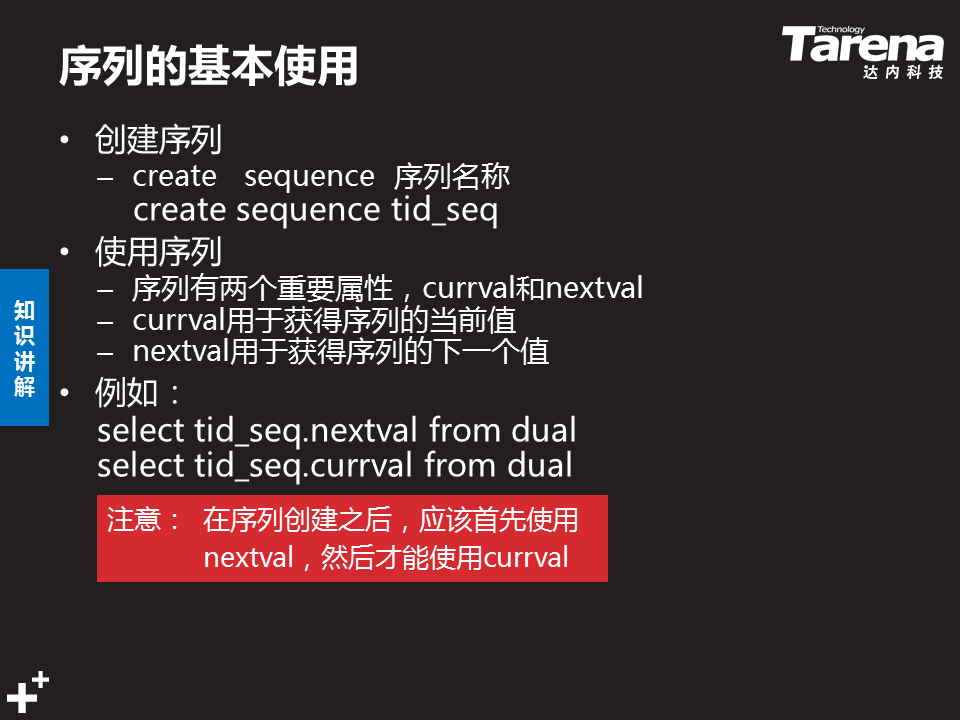 序列的基本使用
Technology
Tarena
达内科技
• 创建序列
– create sequence 序列名称
create sequence tid_seq
• 使用序列
– 序列有两个重要属性，currval和nextval
– currval用于获得序列的当前值
– nextval用于获得序列的下一个值
知识讲解
• 例如：
select tid_seq.nextval from dual
select tid_seq.currval from dual
注意： 在序列创建之后，应该首先使用
nextval，然后才能使用currval